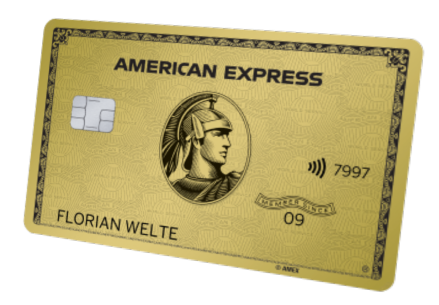 AMERICAN EXPRESS
7997
MEMBER SINCE
09
FLORIAN WELTE
© AMEX
®